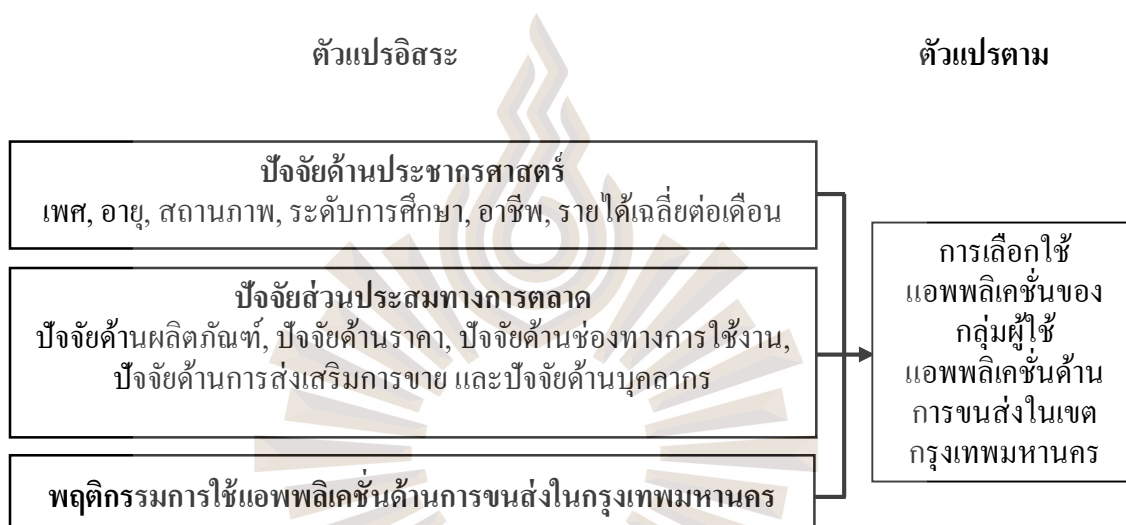 ตัวแปรอิสระ
ตัวแปรตาม
ปัจจัยด้านประชากรศาสตร์
เพศ, อายุ, สถานภาพ, ระดับการศึกษา, อาชีพ, รายได้เฉลี่ยต่อเดือน
ปัจจัยส่วนประสมทางการตลาด
ปัจจัยด้านผลิตภัณฑ์, ปัจจัยด้านราคา, ปัจจัยด้านช่องทางการใช้งาน,
ปัจจัยด้านการส่งเสริมการขาย และปัจจัยด้านบุคลากร
พฤติกรรมการใช้แอพพลิเคชั่นด้านการขนส่งในกรุงเทพมหานคร
การเลือกใช้
แอพพลิเคชั่นของ
กลุ่มผู้ใช้
แอพพลิเคชั่นด้าน
การขนส่งในเขต
กรุงเทพมหานคร